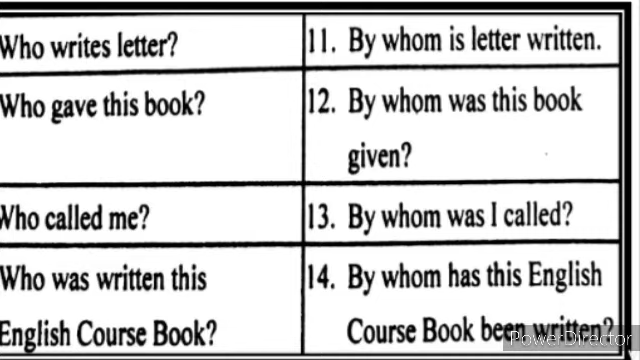 Who writes letter?
11. By whom is letter written.
Who gave this book?
12. By whom was this book
given?
Who called me?
13. By whom was I called?
Who was written this
English Course Book?
14. By whom has this English
Course Book been written?
PowerDirector